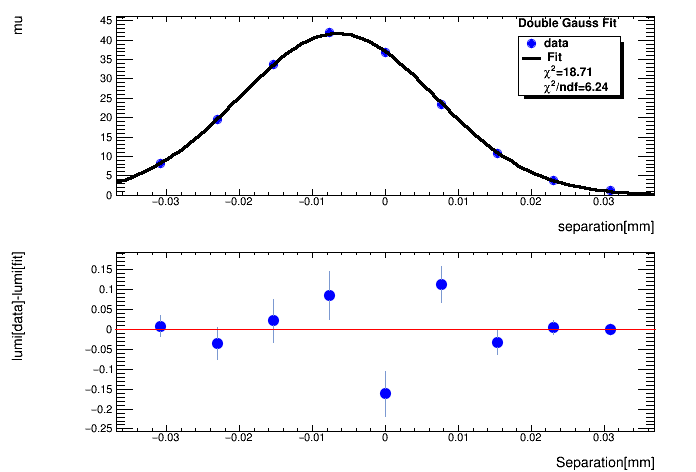 mu
Double Gauss Fit
data
Fit
χ²=18.71
χ²/ndf=6.24
45
40
35
30
25
20
15
10
5
0
−0.03 −0.02 −0.01 0 0.01 0.02 0.03
separation[mm]
lumi[data]-lumi[fit]
0.15
0.1
0.05
0
−0.05
−0.1
−0.15
−0.2
−0.25
−0.03 −0.02 −0.01 0 0.01 0.02 0.03
Separation[mm]